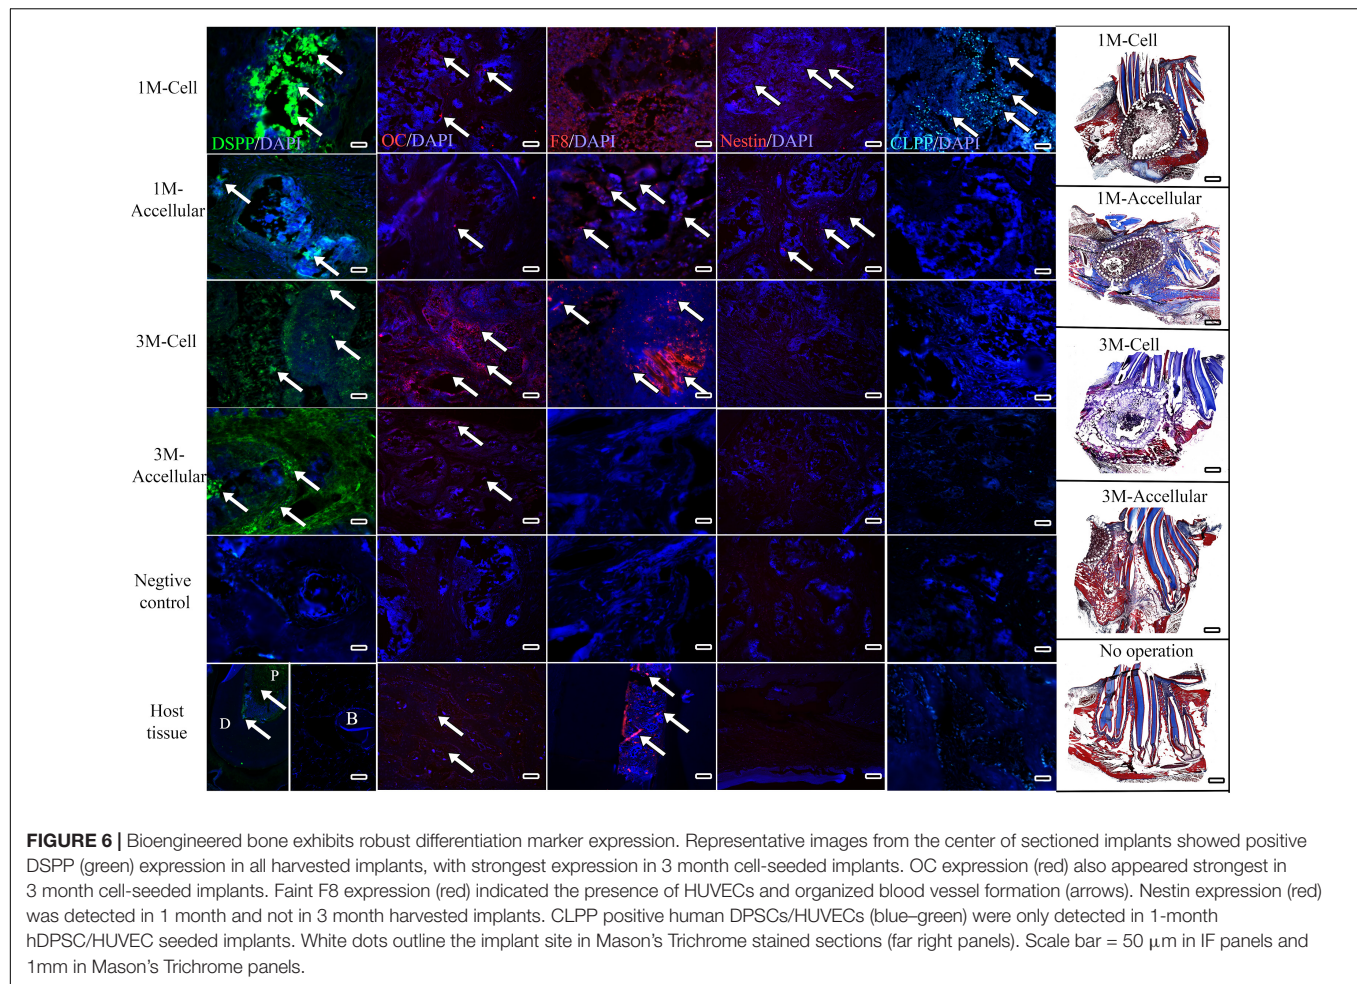 1M-Cell
DSPP/DAPI
OC/DAPI
F8/DAPI
Nestin/DAPI
CLPP/DAPI
1M-Cell
1M-
Accellular
1M-Accellular
3M-Cell
3M-Cell
3M-
Accellular
3M-Accellular
Negtive
control
Host
tissue
P
D
B
No operation
FIGURE 6 | Bioengineered bone exhibits robust differentiation marker expression. Representative images from the center of sectioned implants showed positive
DSPP (green) expression in all harvested implants, with strongest expression in 3 month cell-seeded implants. OC expression (red) also appeared strongest in
3 month cell-seeded implants. Faint F8 expression (red) indicated the presence of HUVECs and organized blood vessel formation (arrows). Nestin expression (red)
was detected in 1 month and not in 3 month harvested implants. CLPP positive human DPSCs/HUVECs (blue–green) were only detected in 1-month
hDPSC/HUVEC seeded implants. White dots outline the implant site in Mason's Trichrome stained sections (far right panels). Scale bar = 50 μm in IF panels and
1mm in Mason's Trichrome panels.